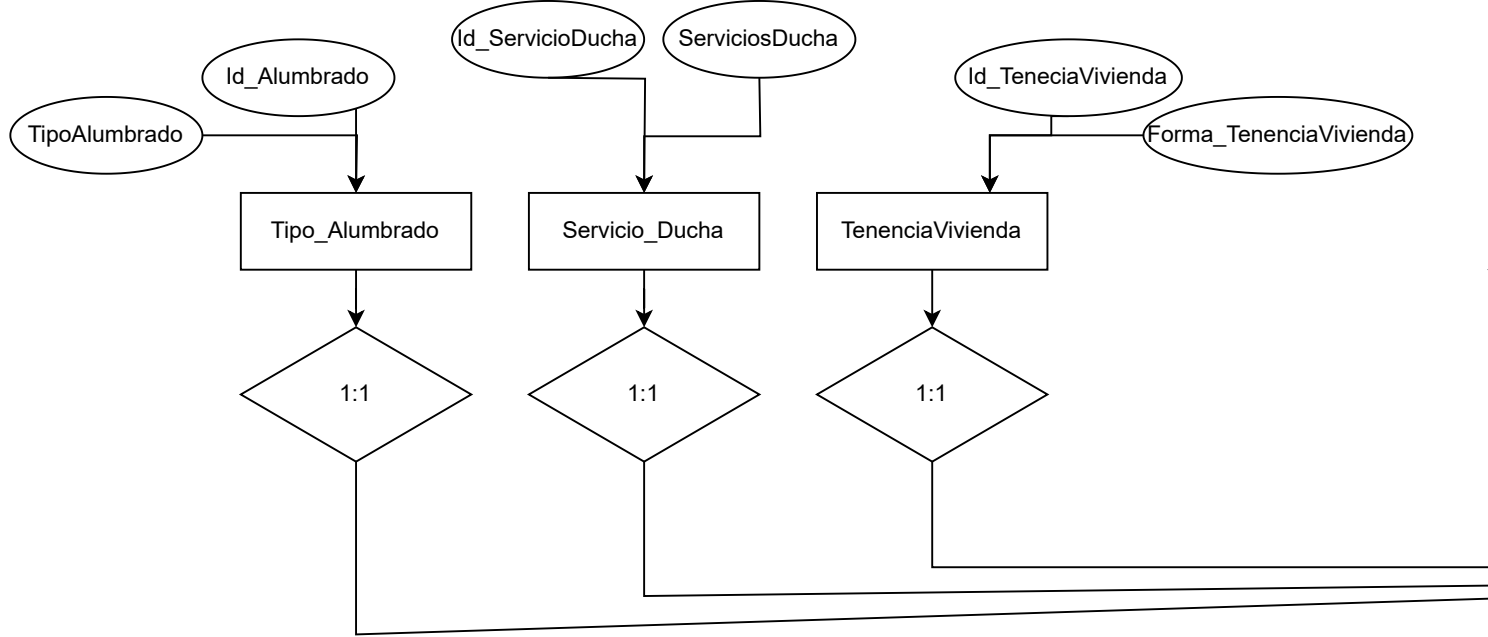 Id_ServicioDucha
ServiciosDucha
Id_Alumbrado
Id_TeneciaVivienda
TipoAlumbrado
Forma_TenenciaVivienda
Tipo_Alumbrado
Servicio_Ducha
TenenciaVivienda
1:1
1:1
1:1